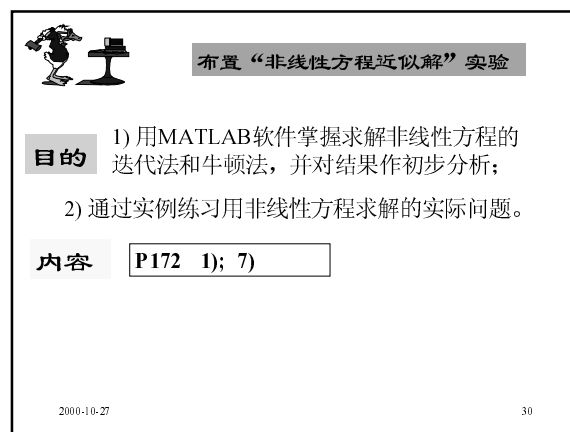 布置“非线性方程近似解”实验
目的
1) 用MATLAB软件掌握求解非线性方程的
迭代法和牛顿法，并对结果作初步分析；
2) 通过实例练习用非线性方程求解的实际问题。
内容
P172 1); 7)
2000-10-27
30